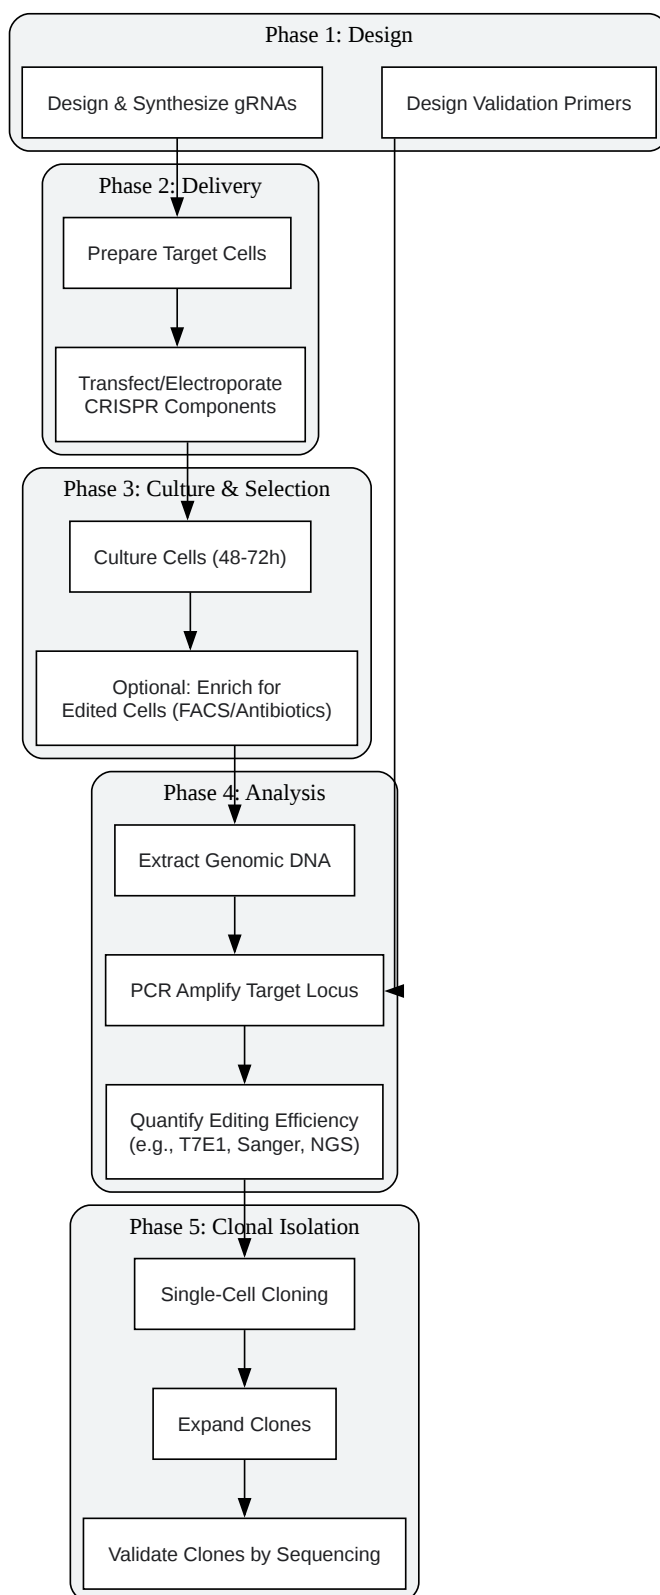 Phase 1: Design
Design & Synthesize gRNAs
Design Validation Primers
Phase 2: Delivery
Prepare Target Cells
Transfect/Electroporate
CRISPR Components
Phase 3: Culture & Selection
Culture Cells (48-72h)
Optional: Enrich for
Edited Cells (FACS/Antibiotics)
Phase 4: Analysis
Extract Genomic DNA
PCR Amplify Target Locus
Quantify Editing Efficiency
(e.g., T7E1, Sanger, NGS)
Phase 5: Clonal Isolation
Single-Cell Cloning
Expand Clones
Validate Clones by Sequencing